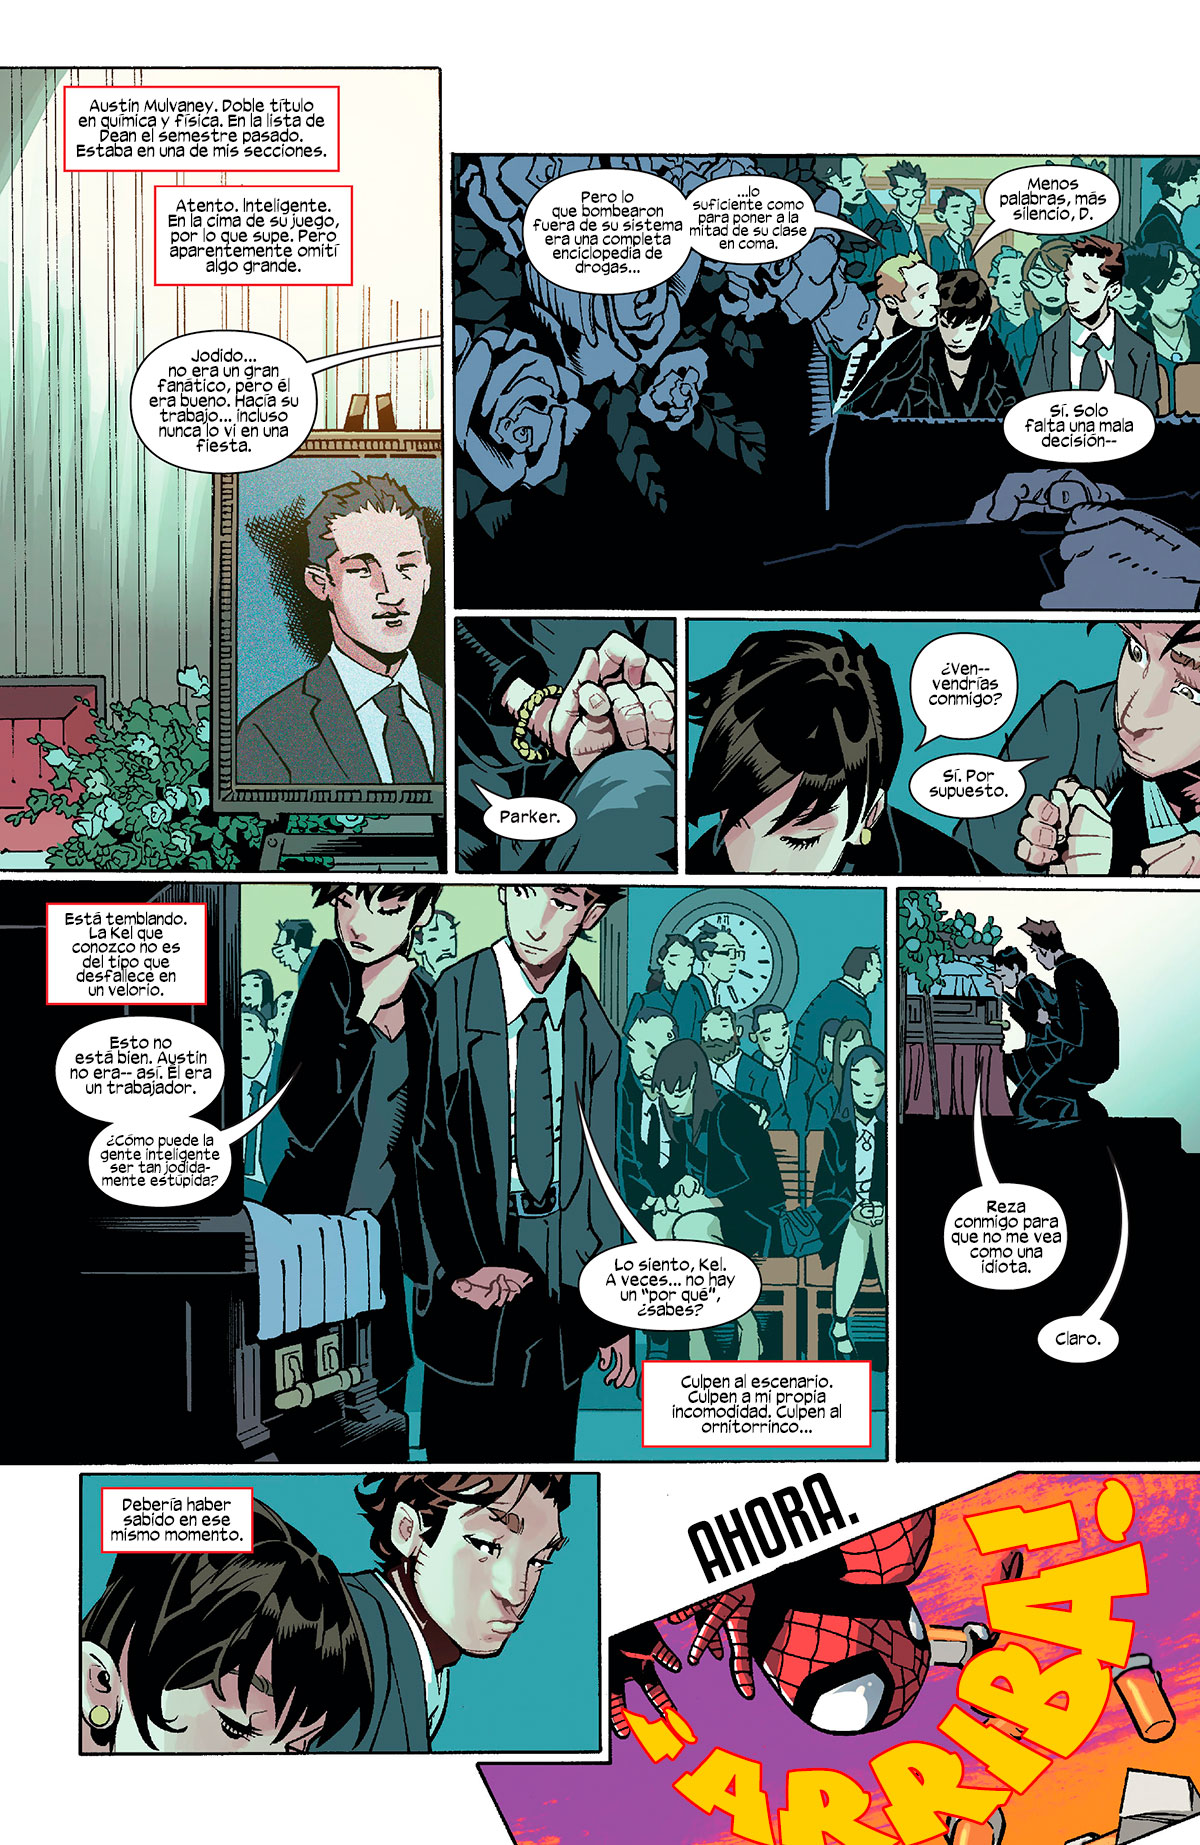 Austin Mulvaney. Doble título
en química y física. En la lista de
Dean el semestre pasado.
Estaba en una de mis secciones.
Atento. Inteligente.
En la cima de su juego,
por lo que supe. Pero
aparentemente omití
algo grande.
Jodido...
no era un gran
fanático, pero él
era bueno. Hacía su
trabajo... incluso
nunca lo vi en una
fiesta.
Pero lo
que bombearon
fuera de su sistema
era una completa
enciclopedia de
drogas...
...lo
suficiente como
para poner a la
mitad de su clase
en coma.
Menos
palabras, más
silencio, D.
Sí. Solo
falta una mala
decisión--
Parker.
¿Ven--
vendrías
conmigo?
Sí. Por
supuesto.
Está temblando.
La Kel que
conozco no es
del tipo que
desfallece en
un velorio.
Esto no
está bien. Austin
no era-- así. Él era
un trabajador.
¿Cómo puede la
gente inteligente
ser tan jodida-
mente estúpida?
Lo siento, Kel.
A veces... no hay
un "por qué",
¿sabes?
Culpen al escenario.
Culpen a mi propia
incomodidad. Culpen al
ornitorrinco...
Reza
conmigo para
que no me vea
como una
idiota.
Claro.
Debería haber
sabido en ese
mismo momento.
AHORA.
¡ARRIBA!